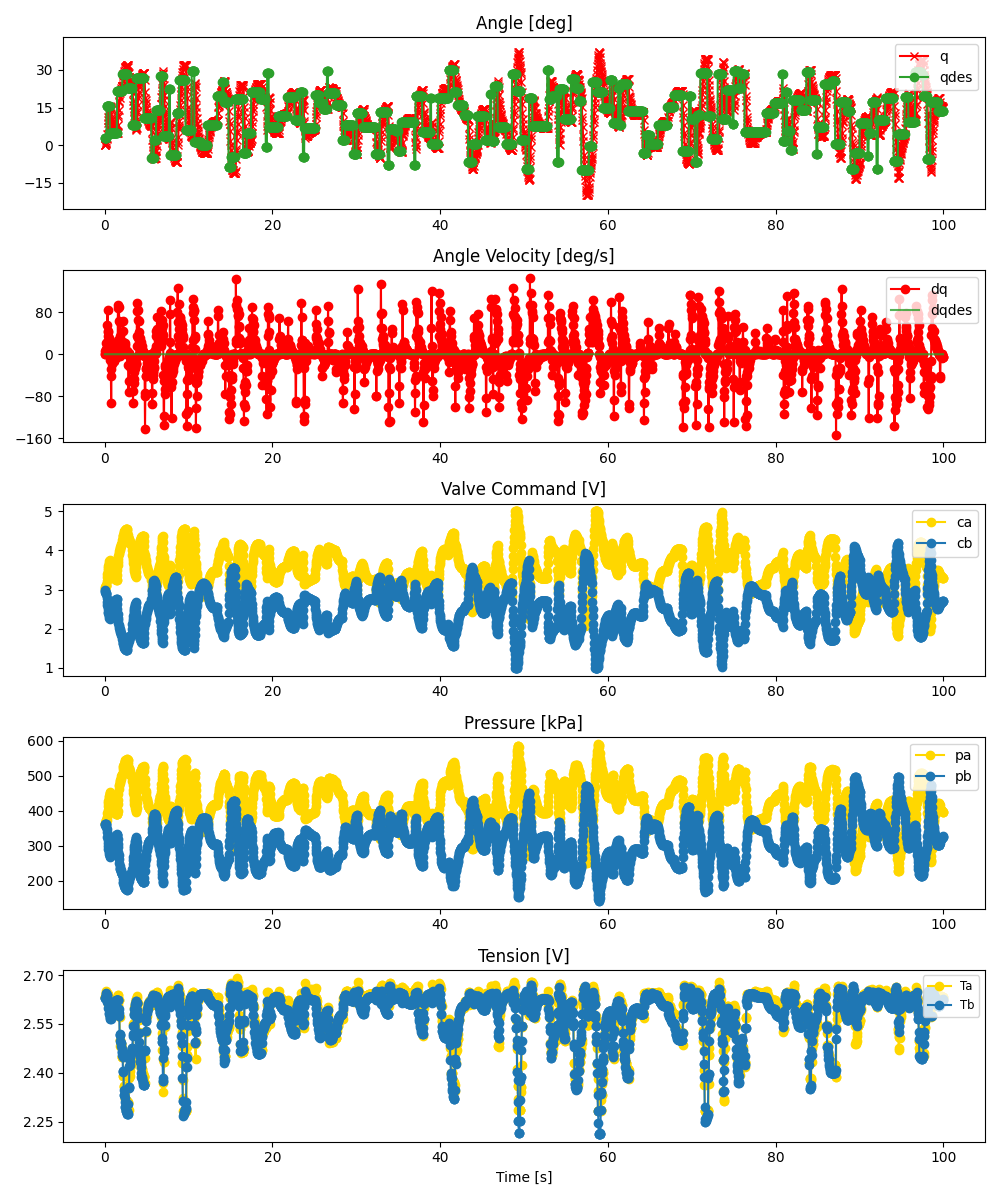 Angle [deg]
30
15
0
−15
q
qdes
0 20 40 60 80 100
Angle Velocity [deg/s]
80
0
−80
−160
dq
dqdes
0 20 40 60 80 100
Valve Command [V]
5
4
3
2
1
ca
cb
0 20 40 60 80 100
Pressure [kPa]
600
500
400
300
200
pa
pb
0 20 40 60 80 100
Tension [V]
2.70
2.55
2.40
2.25
Ta
Tb
0 20 40 60 80 100
Time [s]